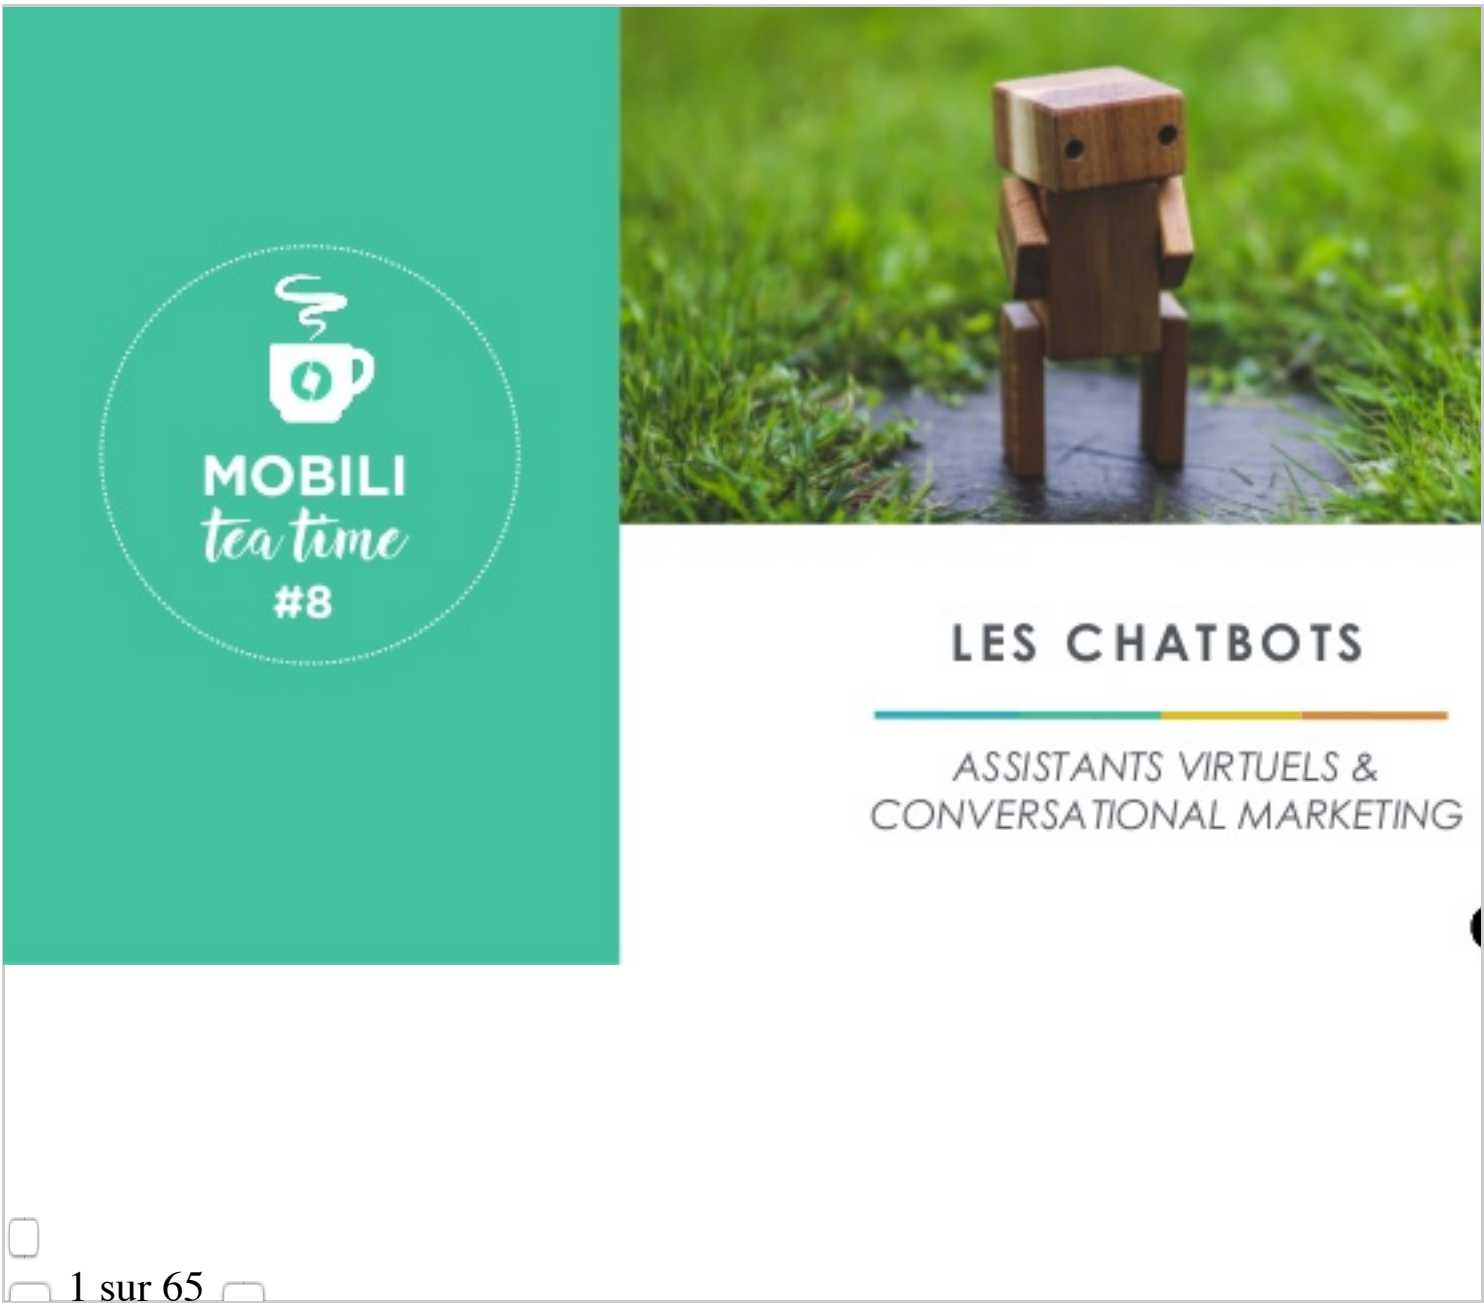 MOBILI
tea time
#8
LES CHATBOTS
ASSISTANTS VIRTUELS &
CONVERSATIONAL MARKETING
1 sur 65